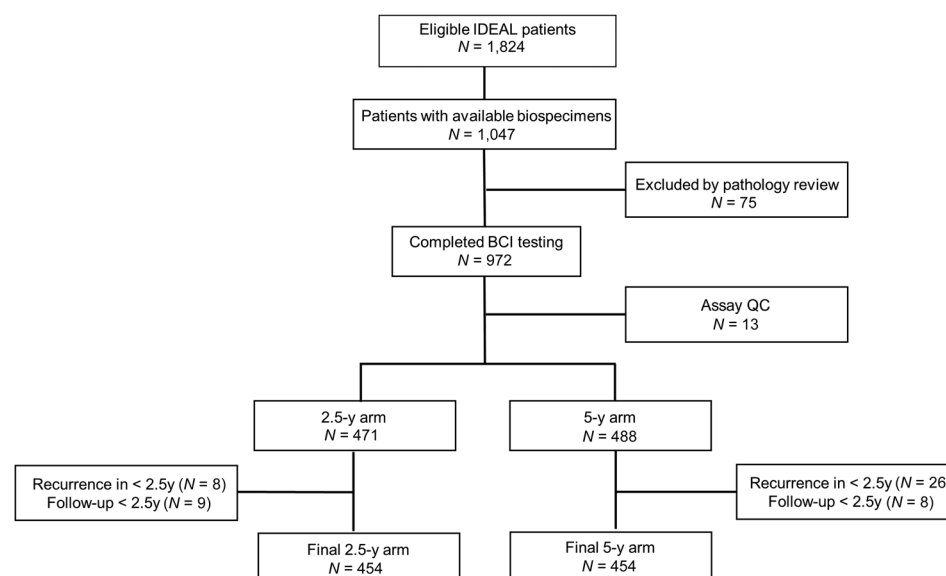 Eligible IDEAL patients
N = 1,824
Patients with available biospecimens
N = 1,047
Excluded by pathology review
N = 75
Completed BCI testing
N = 972
Assay QC
N = 13
2.5-y arm
N = 471
5-y arm
N = 488
Recurrence in < 2.5y (N = 8)
Follow-up < 2.5y (N = 9)
Recurrence in < 2.5y (N = 26
Follow-up < 2.5y (N = 8)
Final 2.5-y arm
N = 454
Final 5-y arm
N = 454